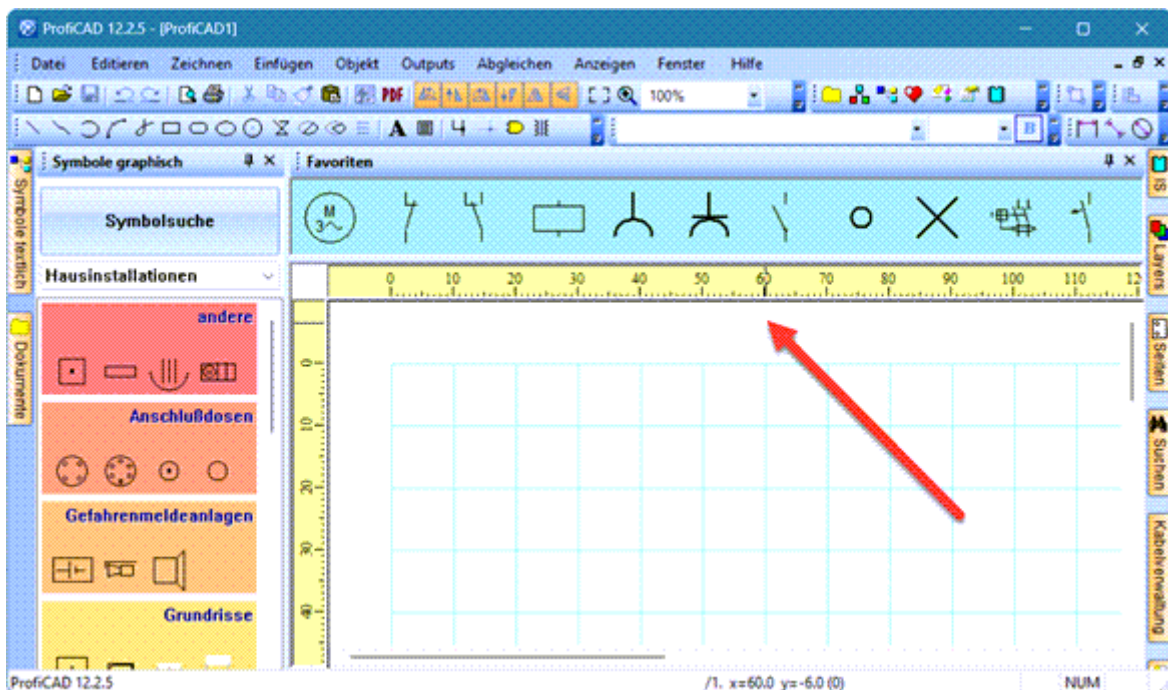 ProfiCAD 12.2.5 - [ProfiCAD1]
Datei Editieren Zeichnen Einfügen Objekt Outputs Abgleichen Anzeigen Fenster Hilfe
PDF 100%
A B
Symbole graphisch
Favoriten
Symbolsuche
M
3~
Hausinstallationen
0 10 20 30 40 50 60 70 80 90 100 110 120
andere
Anschlußdosen
Gefahrenmeldeanlagen
Grundrisse
0
10
20
30
40
Symbole textlich
Dokumente
IS
Layers
Seiten
Suchen
Kabelverwaltung
ProfiCAD 12.2.5 /1. x=60.0 y=-6.0 (0) NUM